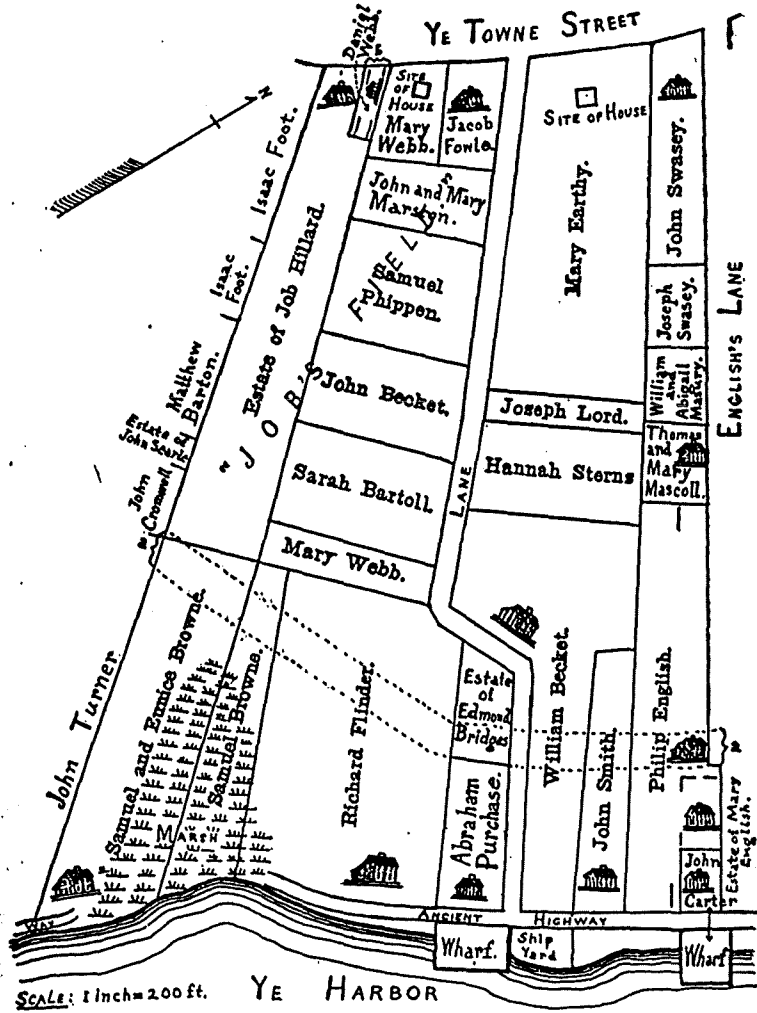 YE TOWNE STREET
Daniel
Webb.
N
SITE
OF
HOUSE
Mary
Webb.
Jacob
Fowle.
SITE OF HOUSE
Mary Earthy.
John Swasey.
Isaac Foot.
John and Mary
Marston.
Isaac
Foot.
Estate of Job Hillard.
"JOB'S FIELD"
Samuel
Phippen.
Joseph
Swasey.
ENGLISH'S LANE
William
and
Abigall
Mastury.
Matthew
Barton.
John Becket.
Joseph Lord.
Estate
John
Thomas
and
Mary
Mascoll.
Hannah Sterns
Sarah Bartoll.
LANE
John
Cromwell
Mary Webb.
John Turner
Samuel and Eunice Browne.
Samuel Browne.
MARSH
Richard Flinder.
Estate
of
Edmond
Bridges
Abraham
Purchase.
William Becket.
John Smith.
Philip English.
Estate of Mary
English.
John
Carter
WAY
ANCIENT HIGHWAY
Wharf.
Ship
Yard
Wharf
SCALE: 1 inch=200 ft.
YE HARBOR